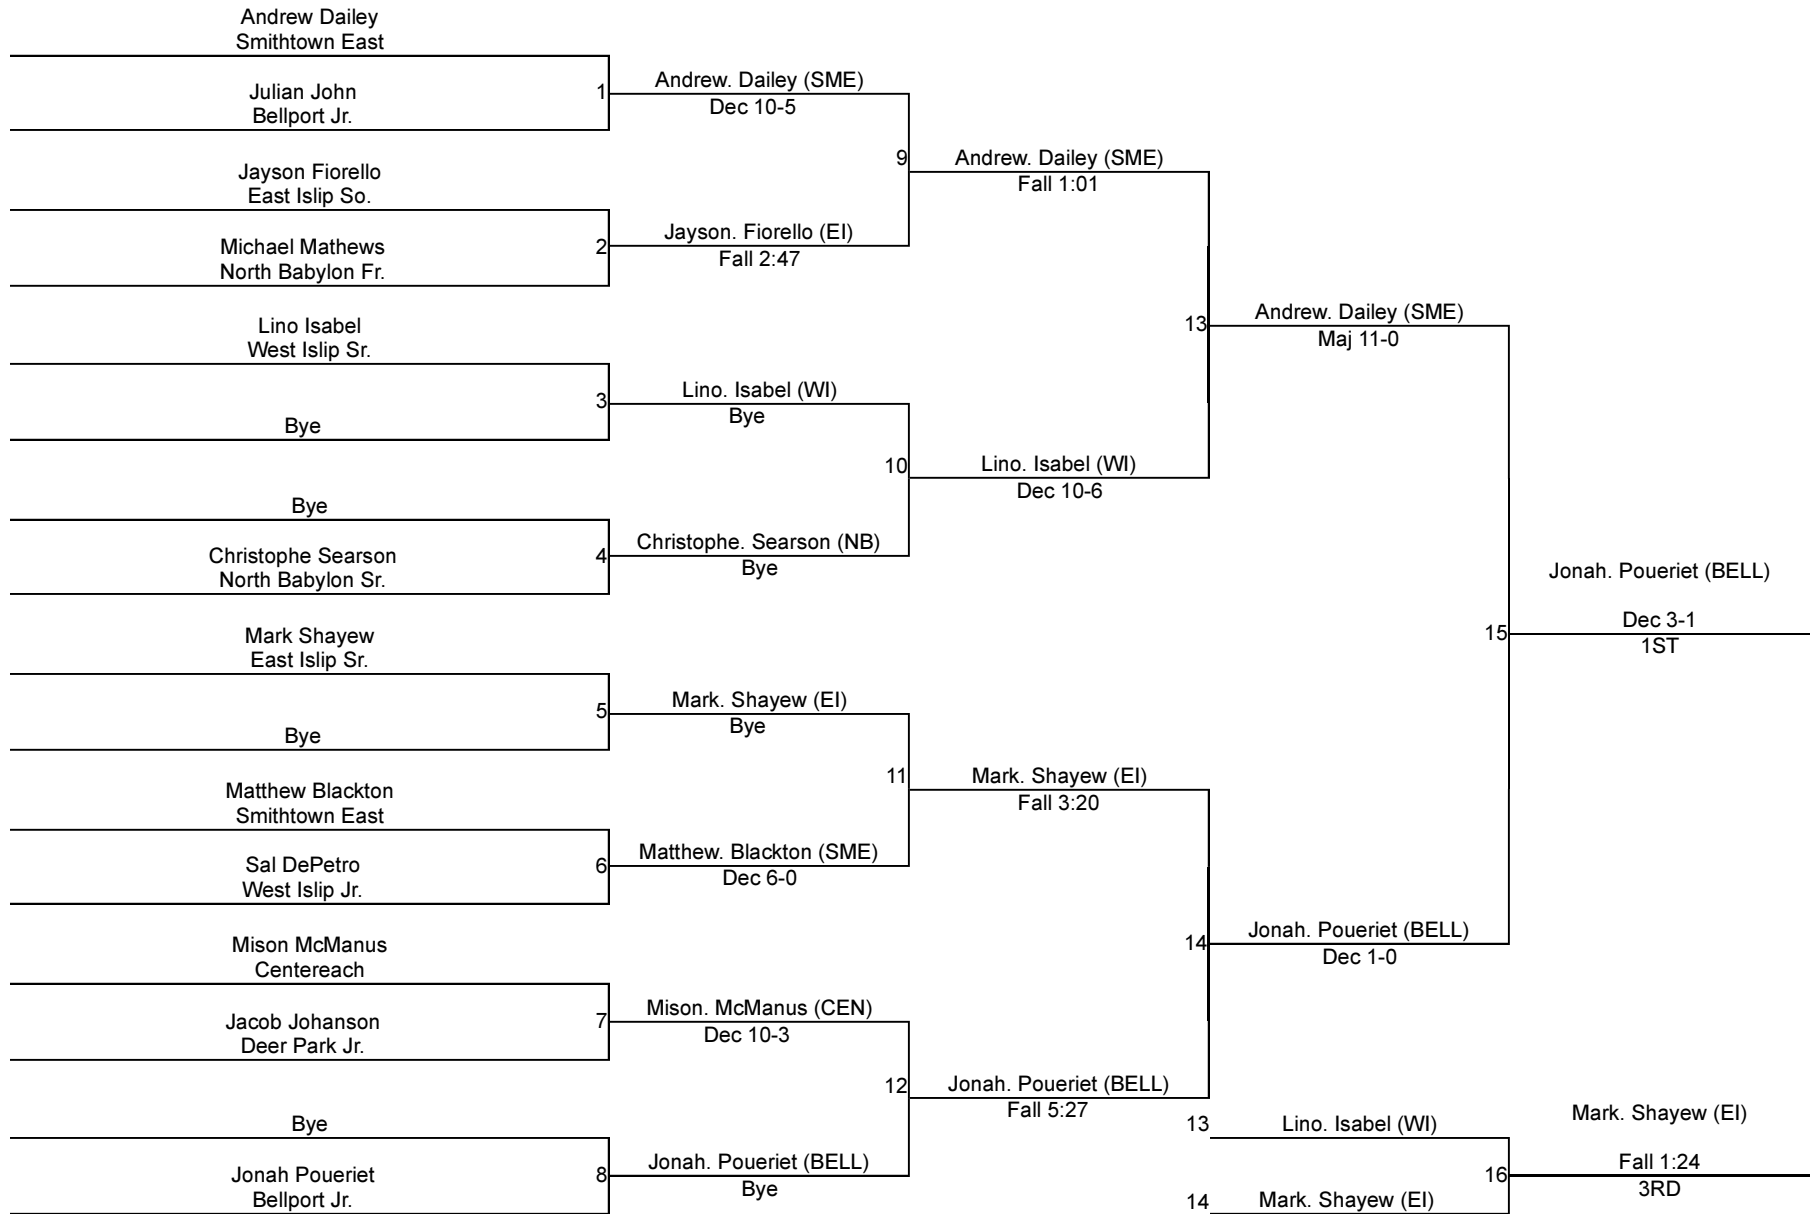 Andrew Dailey
Smithtown East
Julian John
Bellport Jr.
1
Jayson Fiorello
East Islip So.
Michael Mathews
North Babylon Fr.
2
Lino Isabel
West Islip Sr.
Bye
3
Bye
Christophe Searson
North Babylon Sr.
4
Mark Shayew
East Islip Sr.
Bye
5
Matthew Blackton
Smithtown East
Sal DePetro
West Islip Jr.
6
Mison McManus
Centereach
Jacob Johanson
Deer Park Jr.
7
Bye
Jonah Poueriet
Bellport Jr.
8
Andrew. Dailey (SME)
Dec 10-5
9
Jayson. Fiorello (EI)
Fall 2:47
Lino. Isabel (WI)
Bye
10
Christophe. Searson (NB)
Bye
Mark. Shayew (EI)
Bye
11
Matthew. Blackton (SME)
Dec 6-0
Mison. McManus (CEN)
Dec 10-3
12
Jonah. Poueriet (BELL)
Bye
Andrew. Dailey (SME)
Fall 1:01
13
Lino. Isabel (WI)
Dec 10-6
Mark. Shayew (EI)
Fall 3:20
14
Jonah. Poueriet (BELL)
Fall 5:27
Andrew. Dailey (SME)
Maj 11-0
15
Jonah. Poueriet (BELL)
Dec 1-0
Jonah. Poueriet (BELL)
Dec 3-1
1ST
13
Lino. Isabel (WI)
16
14
Mark. Shayew (EI)
Mark. Shayew (EI)
Fall 1:24
3RD